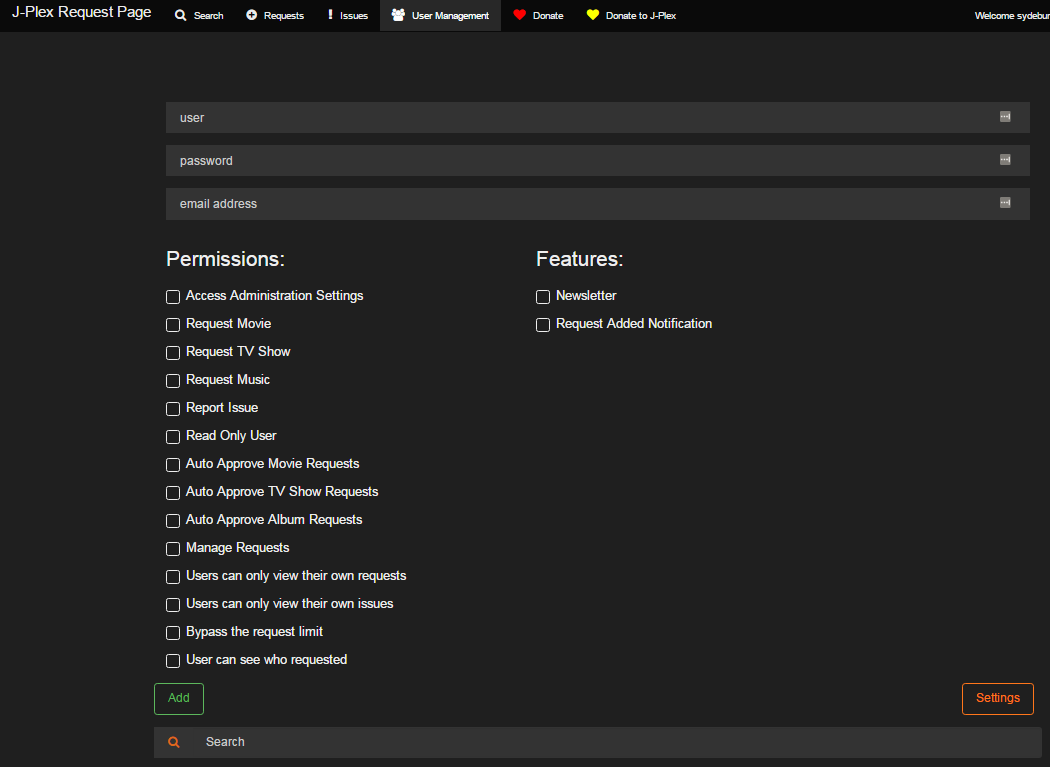 J-Plex Request Page Search Requests Issues User Management Donate Donate to J-Plex Welcome sydebur
user
password
email address
Permissions: Features:
Access Administration Settings Newsletter
Request Movie Request Added Notification
Request TV Show
Request Music
Report Issue
Read Only User
Auto Approve Movie Requests
Auto Approve TV Show Requests
Auto Approve Album Requests
Manage Requests
Users can only view their own requests
Users can only view their own issues
Bypass the request limit
User can see who requested
Add Settings
Search